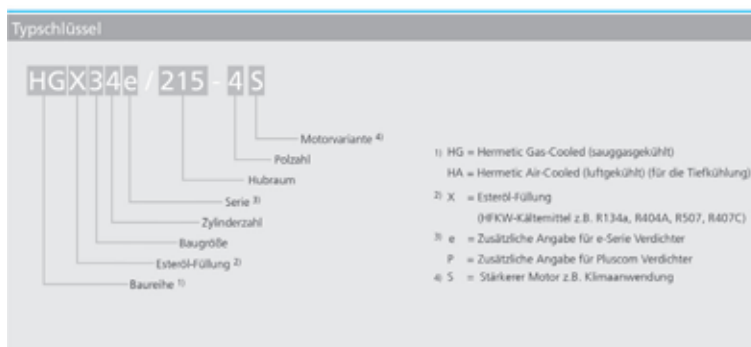 Typschlüssel
HGX34e / 215 - 4 S
Motorvariante 4)
Polzahl
Hubraum
Serie 3)
Zylinderzahl
Baugröße
Esteröl-Füllung 2)
Baureihe 1)
1) HG = Hermetic Gas-Cooled (sauggasgekühlt)
HA = Hermetic Air-Cooled (luftgekühlt) (für die Tiefkühlung)
2) X = Esteröl-Füllung
(HFKW-Kältemittel z.B. R134a, R404A, R507, R407C)
3) e = Zusätzliche Angabe für e-Serie Verdichter
P = Zusätzliche Angabe für Pluscom Verdichter
4) S = Stärkerer Motor z.B. Klimaanwendung